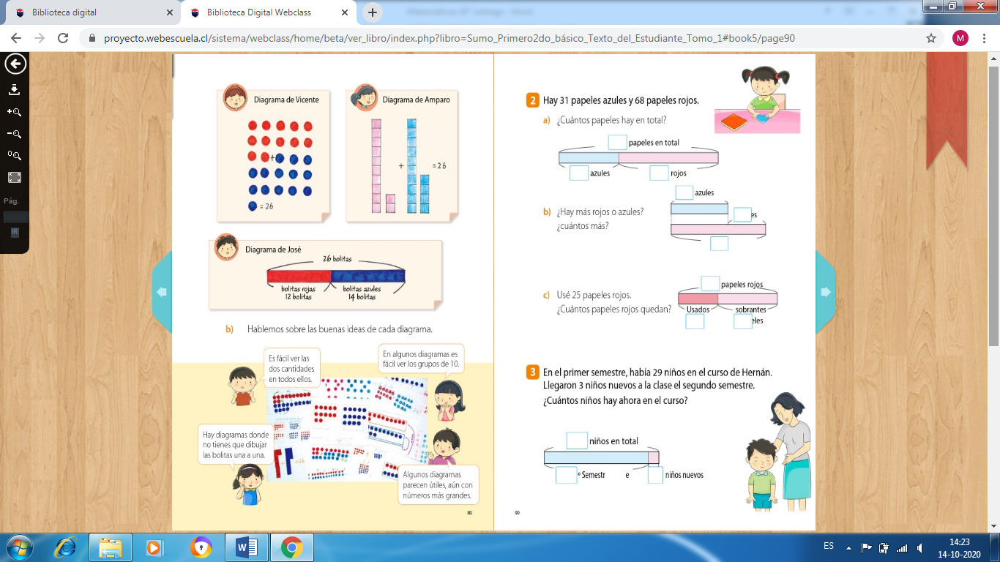 Biblioteca digital
Biblioteca Digital Webclass
proyecto.webescuela.cl/sistema/webclass/home/beta/ver_libro/index.php?libro=Sumo_Primero2do_básico_Texto_del_Estudiante_Tomo_1#book5/page90
M
Pág.
IR
Diagrama de Vicente
+
= 26
Diagrama de Amparo
+
= 26
Diagrama de José
26 bolitas
bolitas rojas
12 bolitas
bolitas azules
14 bolitas
b) Hablemos sobre las buenas ideas de cada diagrama.
Es fácil ver las
dos cantidades
en todos ellos.
En algunos diagramas es
fácil ver los grupos de 10.
Hay diagramas donde
no tienes que dibujar
las bolitas una a una.
Algunos diagramas
parecen útiles, aún con
números más grandes.
89
2 Hay 31 papeles azules y 68 papeles rojos.
a) ¿Cuántos papeles hay en total?
papeles en total
azules
rojos
azules
b) ¿Hay más rojos o azules?
¿cuántos más?
es
papeles rojos
c) Usé 25 papeles rojos.
¿Cuántos papeles rojos quedan?
Usados
sobrantes
eles
3 En el primer semestre, había 29 niños en el curso de Hernán.
Llegaron 3 niños nuevos a la clase el segundo semestre.
¿Cuántos niños hay ahora en el curso?
niños en total
º Semestr e
niños nuevos
90
ES
14:23
14-10-2020